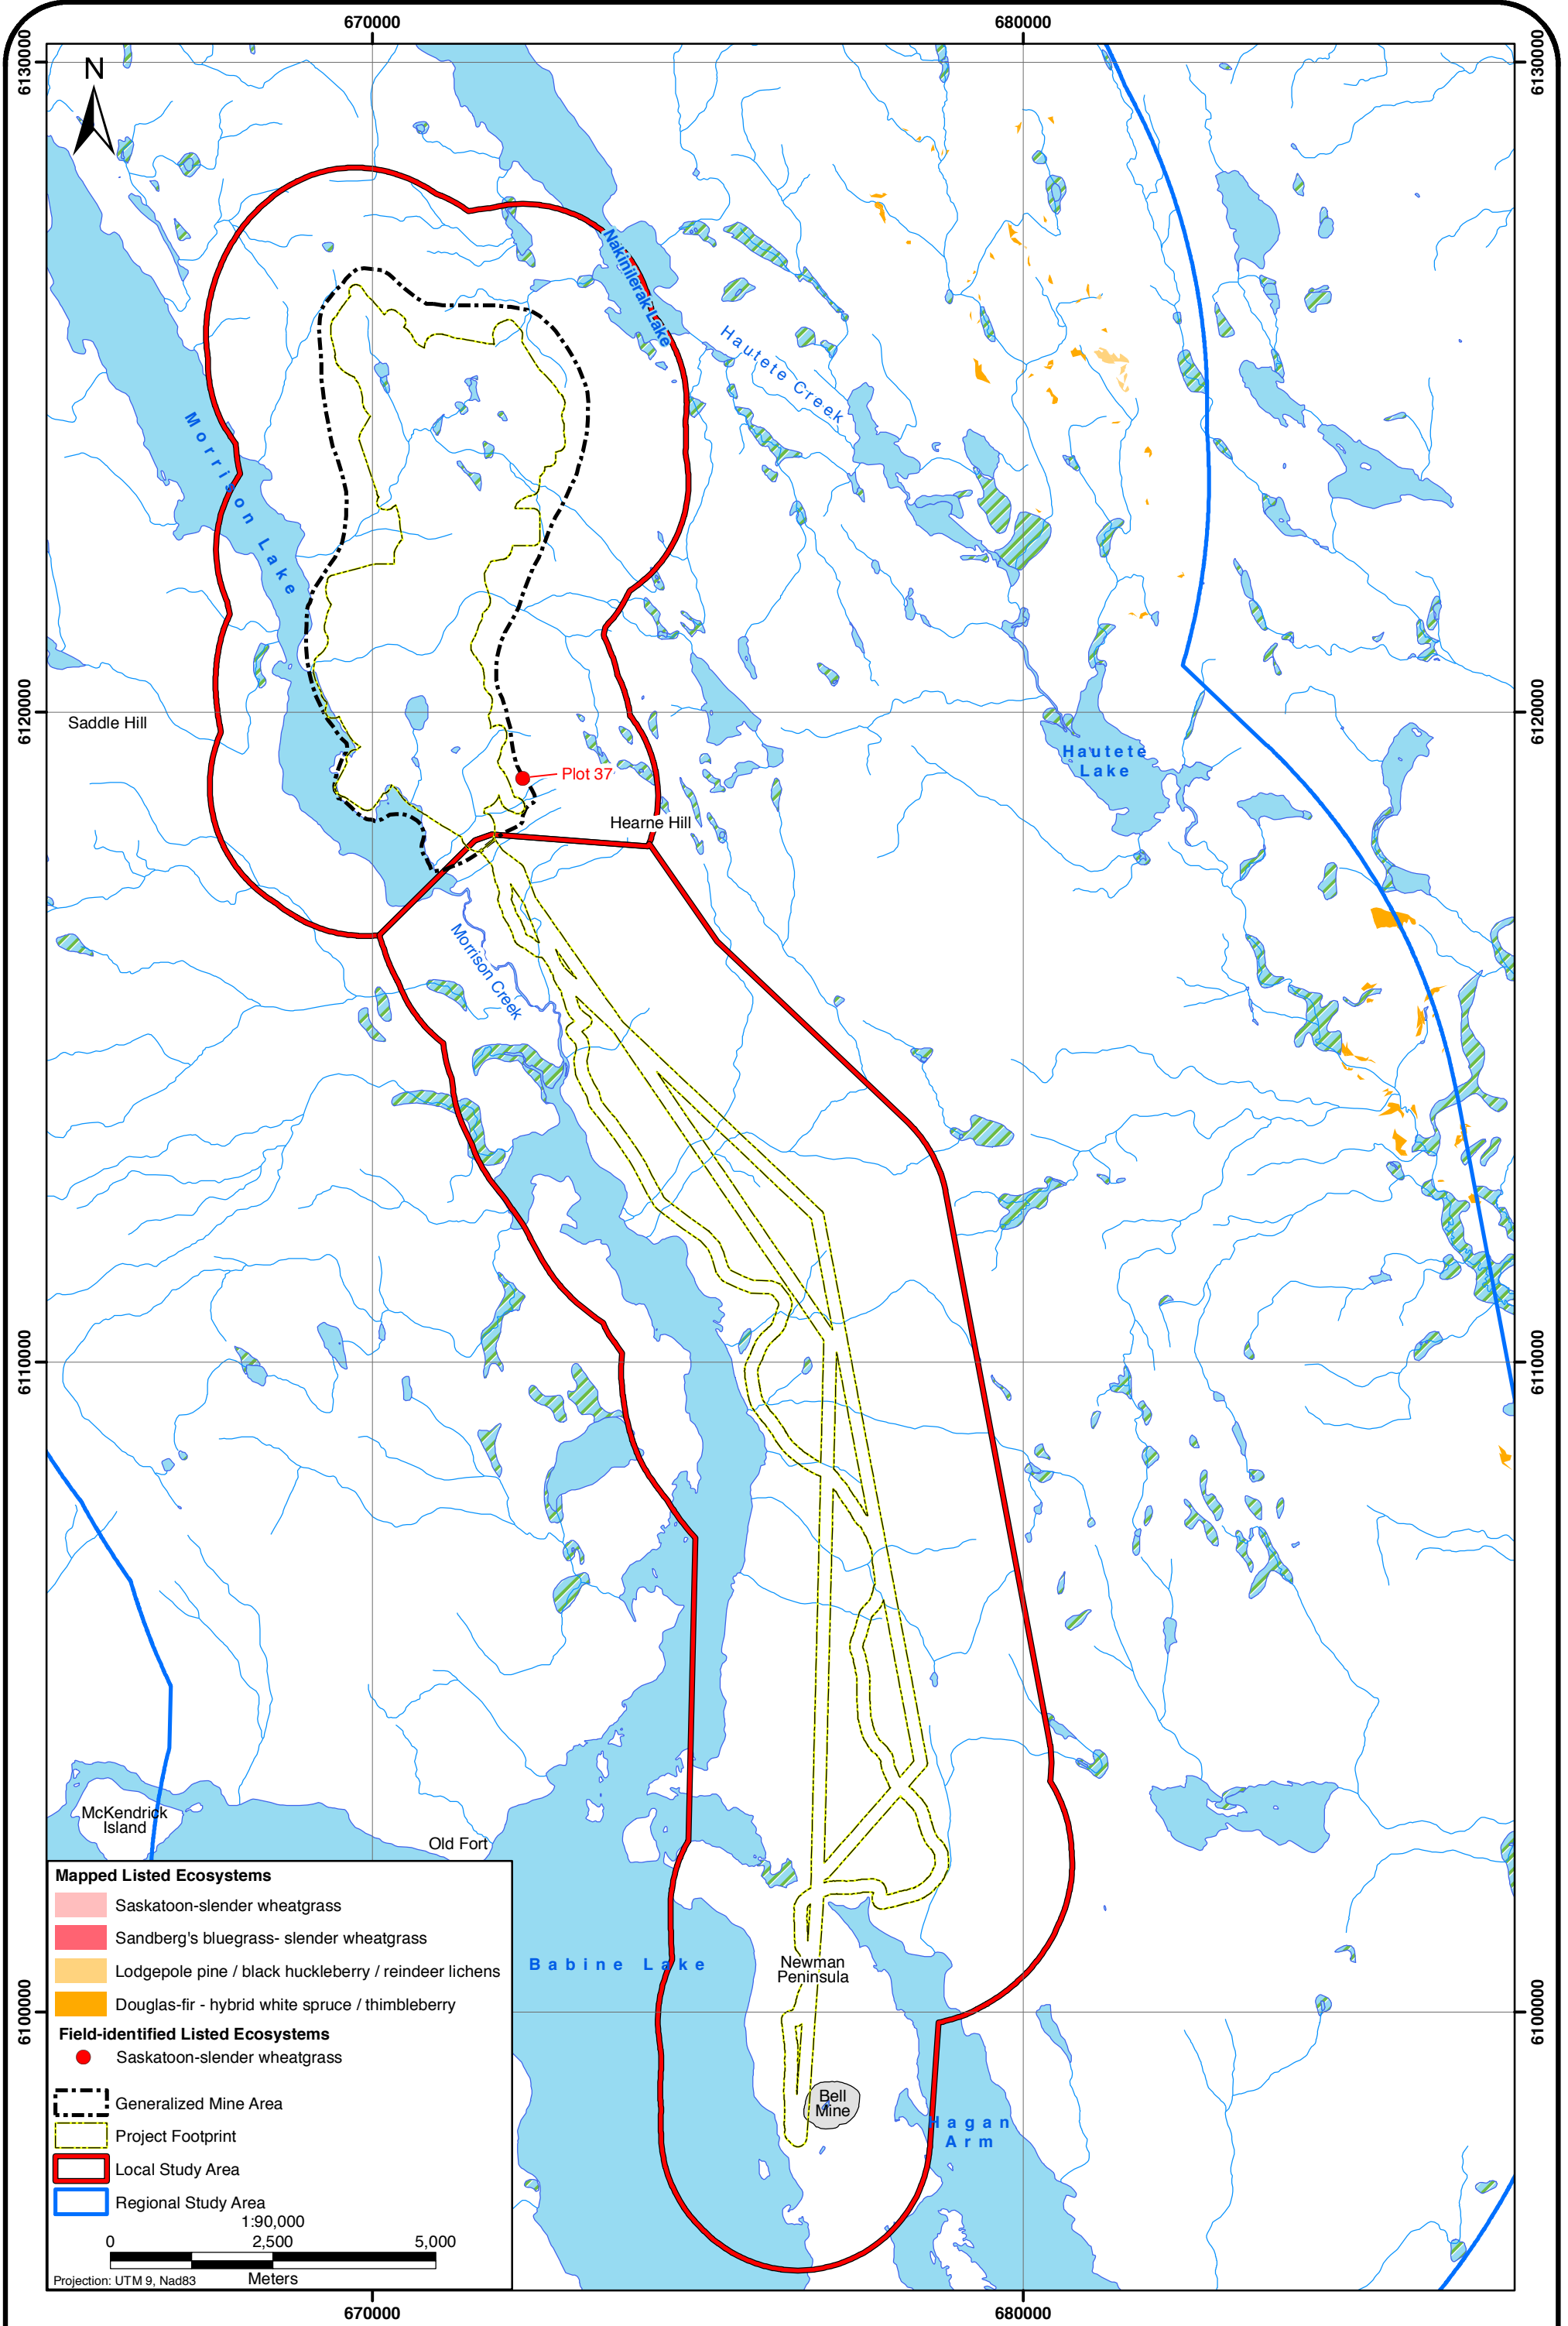 670000
680000
6130000
6130000
N
Nakinilerak Lake
Hautete Creek
Morrison Lake
6120000
6120000
Saddle Hill
Hautete
Lake
Plot 37
Hearne Hill
Morrison Creek
6110000
6110000
McKendrick
Island
Old Fort
Mapped Listed Ecosystems
Saskatoon-slender wheatgrass
Sandberg's bluegrass- slender wheatgrass
Lodgepole pine / black huckleberry / reindeer lichens
Douglas-fir - hybrid white spruce / thimbleberry
Field-identified Listed Ecosystems
Saskatoon-slender wheatgrass
Generalized Mine Area
Project Footprint
Local Study Area
Regional Study Area
1:90,000
0
2,500
5,000
Projection: UTM 9, Nad83
Meters
Babine Lake
Newman
Peninsula
6100000
6100000
Bell
Mine
Hagan
Arm
670000
680000